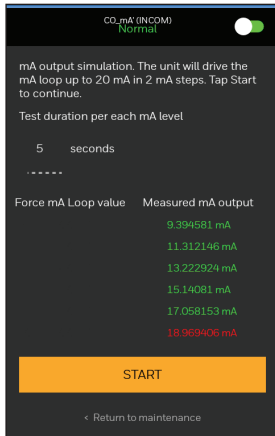 CO_mA' (INCOM)
Normal
mA output simulation. The unit will drive the
mA loop up to 20 mA in 2 mA steps. Tap Start
to continue.
Test duration per each mA level
5 seconds
Force mA Loop value Measured mA output
9.394581 mA
11.312146 mA
13.222924 mA
15.14081 mA
17.058153 mA
18.969406 mA
START
< Return to maintenance